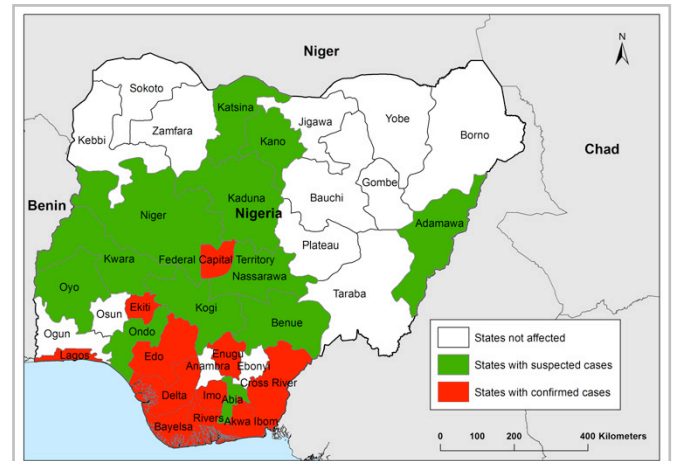 Niger
N
Sokoto
Katsina
Kebbi
Zamfara
Kano
Jigawa
Yobe
Borno
Chad
Gombe
Bauchi
Kaduna
Benin
Niger
Nigeria
Adamawa
Plateau
Kwara
Federal Capital Territory
Nassarawa
Taraba
Oyo
Osun
Ekiti
Kogi
Benue
Ogun
Ondo
Lagos
Edo
Enugu
Anambra
Ebonyi
Cross River
Delta
Imo
Abia
Rivers
Akwa Ibom
Bayelsa
States not affected
States with suspected cases
States with confirmed cases
0 100 200 400 Kilometers